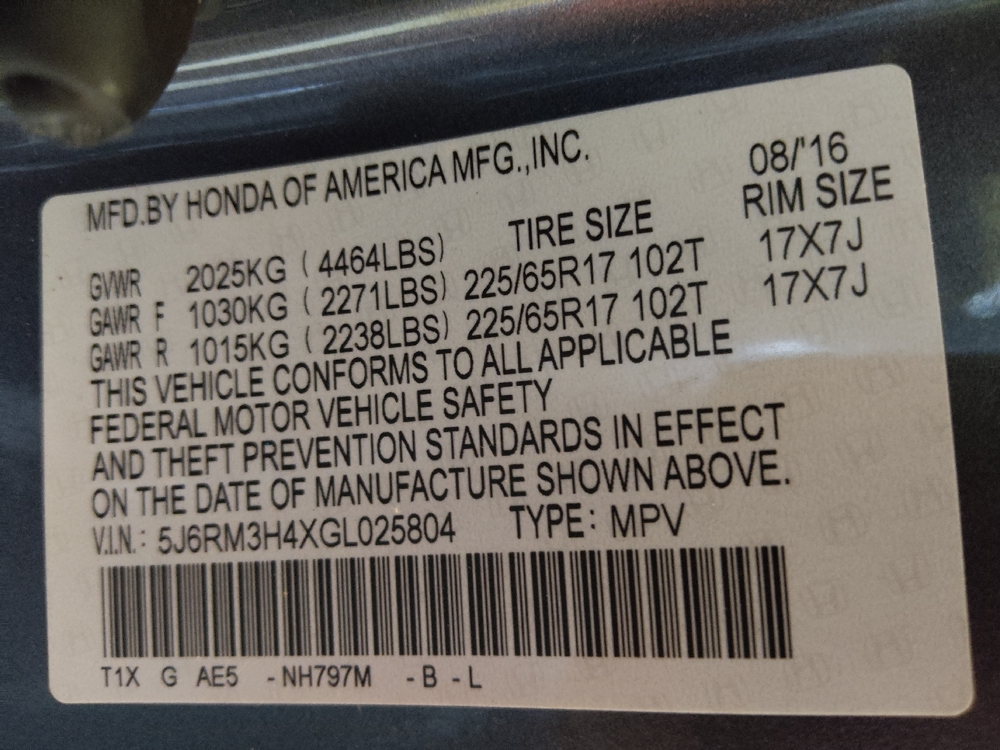 MFD.BY HONDA OF AMERICA MFG.,INC. 08/'16
TIRE SIZE RIM SIZE
GVWR 2025KG ( 4464LBS)
GAWR F 1030KG ( 2271LBS) 225/65R17 102T 17X7J
GAWR R 1015KG ( 2238LBS) 225/65R17 102T 17X7J
THIS VEHICLE CONFORMS TO ALL APPLICABLE
FEDERAL MOTOR VEHICLE SAFETY
AND THEFT PREVENTION STANDARDS IN EFFECT
ON THE DATE OF MANUFACTURE SHOWN ABOVE.
V.I.N.: 5J6RM3H4XGL025804 TYPE: MPV
T1X G AE5 -NH797M -B -L